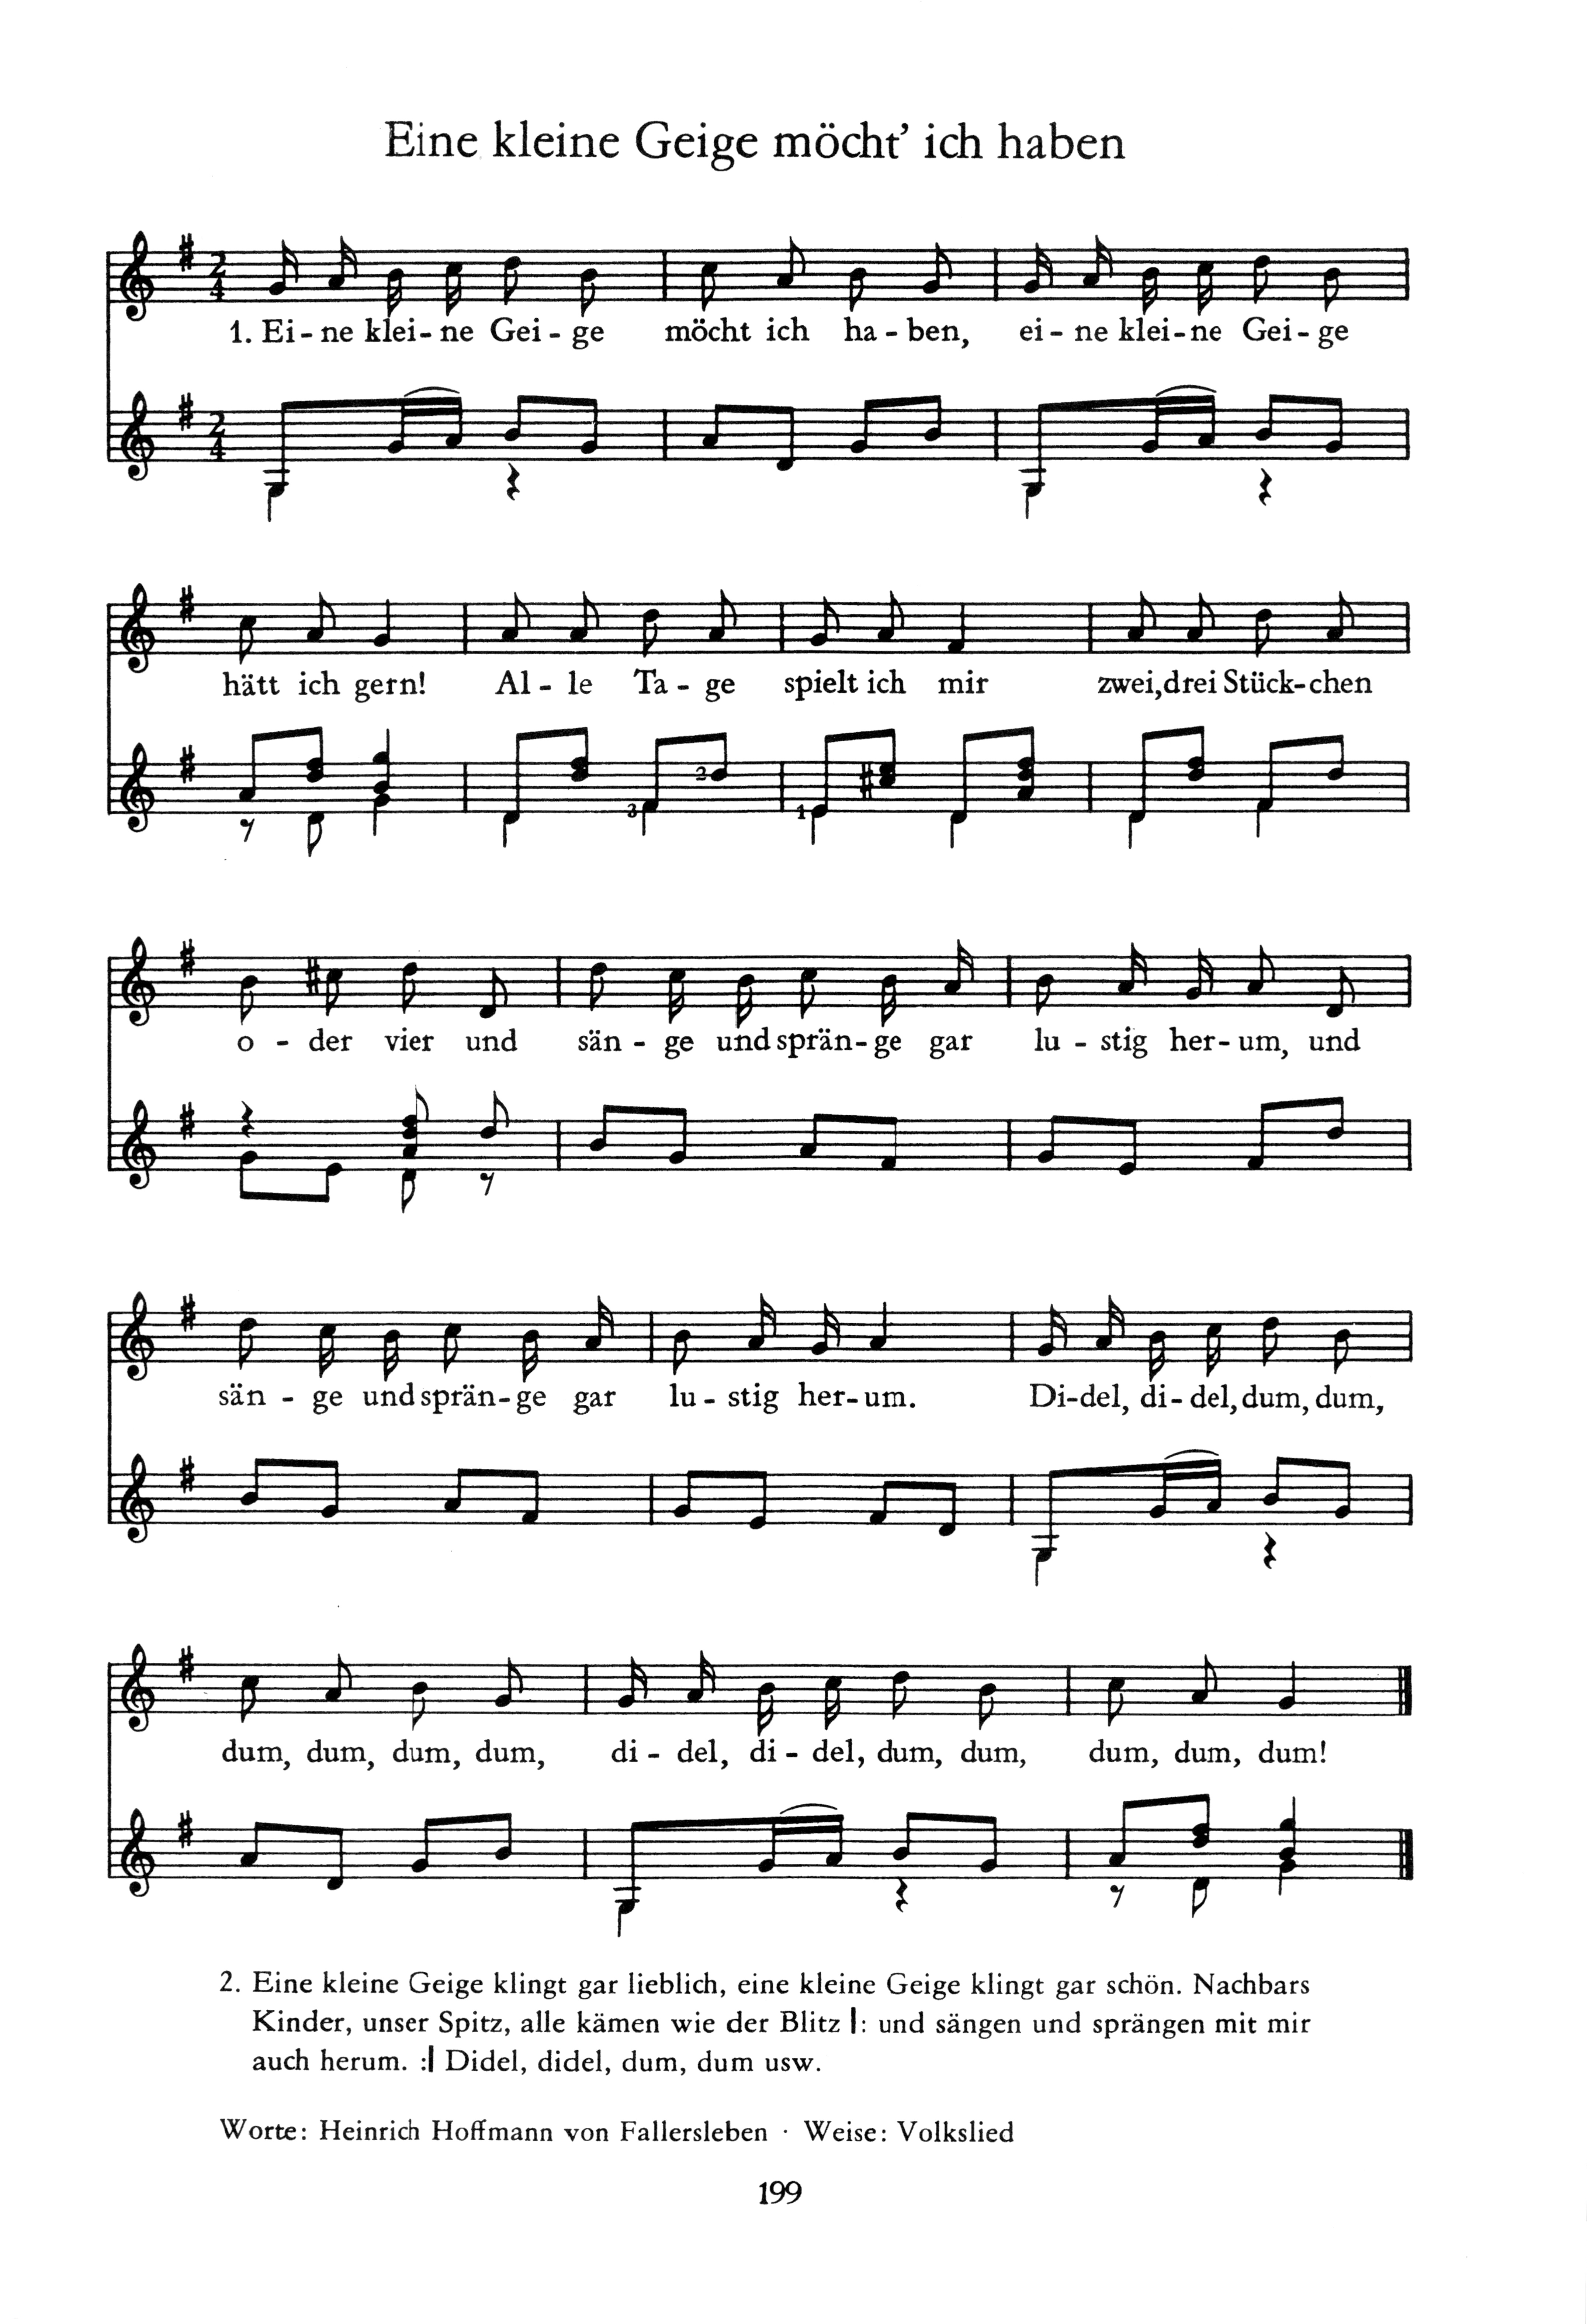 Eine kleine Geige möcht’ ich haben
1. Ei - ne klei - ne Gei - ge möcht ich ha - ben, ei - ne klei - ne Gei - ge
hätt ich gern! Al - le Ta - ge spielt ich mir zwei, drei Stück - chen
3 2 1
o - der vier und sän - ge und sprän - ge gar lu - stig her - um, und
sän - ge und sprän - ge gar lu - stig her - um. Di - del, di - del, dum, dum,
dum, dum, dum, dum, di - del, di - del, dum, dum, dum, dum, dum!
2. Eine kleine Geige klingt gar lieblich, eine kleine Geige klingt gar schön. Nachbars
Kinder, unser Spitz, alle kämen wie der Blitz |: und sängen und sprängen mit mir
auch herum. :| Didel, didel, dum, dum usw.
Worte: Heinrich Hoffmann von Fallersleben · Weise: Volkslied
199